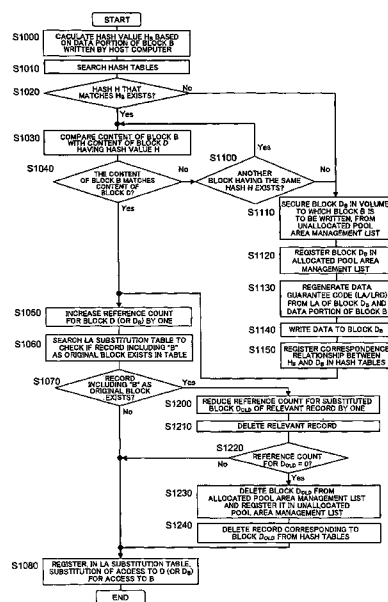 START
S1000
CACULATE HASH VALUE HB BASED
ON DATA PORTION OF BLOCK B
WRITTEN BY HOST COMPUTER
S1010
SEARCH HASH TABLES
S1020
HASH H THAT
MATCHES HB EXISTS?
No
Yes
S1030
COMPARE CONTENT OF BLOCK B
WITH CONTENT OF BLOCK D
HAVING HASH VALUE H
S1040
THE CONTENT
OF BLOCK B MATCHES
CONTENT OF
BLOCK D?
No
Yes
S1100
Yes
ANOTHER
BLOCK HAVING THE SAME
HASH H EXISTS?
No
S1110
SECURE BLOCK DB IN VOLUME
TO WHICH BLOCK B IS
TO BE WRITTEN, FROM
UNALLOCATED POOL
AREA MANAGEMENT LIST
S1120
REGISTER BLOCK DB IN
ALLOCATED POOL AREA
MANAGEMENT LIST
S1130
REGENERATE DATA
GUARANTEE CODE (LA/LRC)
FROM LA OF BLOCK DB AND
DATA PORTION OF BLOCK B
S1140
WRITE DATA TO BLOCK DB
S1150
REGISTER CORRESPONDENCE
RELATIONSHIP BETWEEN
HB AND DB IN HASH TABLES
S1050
INCREASE REFERENCE COUNT
FOR BLOCK D (OR DB) BY ONE
S1060
SEARCH LA SUBSTITUTION TABLE
TO CHECK IF RECORD INCLUDING "B"
AS ORIGINAL BLOCK EXISTS IN TABLE
S1070
RECORD
INCLUDING "B" AS
ORIGINAL BLOCK
EXISTS?
Yes
No
S1200
REDUCE REFERENCE COUNT FOR SUBSTITUTED
BLOCK DOLD OF RELEVANT RECORD BY ONE
S1210
DELETE RELEVANT RECORD
S1220
REFERENCE COUNT
FOR DOLD = 0?
No
Yes
S1230
DELETE BLOCK DOLD FROM
ALLOCATED POOL AREA MANAGEMENT LIST
AND REGISTER IT IN UNALLOCATED
POOL AREA MANAGEMENT LIST
S1240
DELETE RECORD CORRESPONDING TO
BLOCK DOLD FROM HASH TABLES
S1080
REGISTER, IN LA SUBSTITUTION TABLE,
SUBSTITUTION OF ACCESS TO D (OR DB)
FOR ACCESS TO B
END